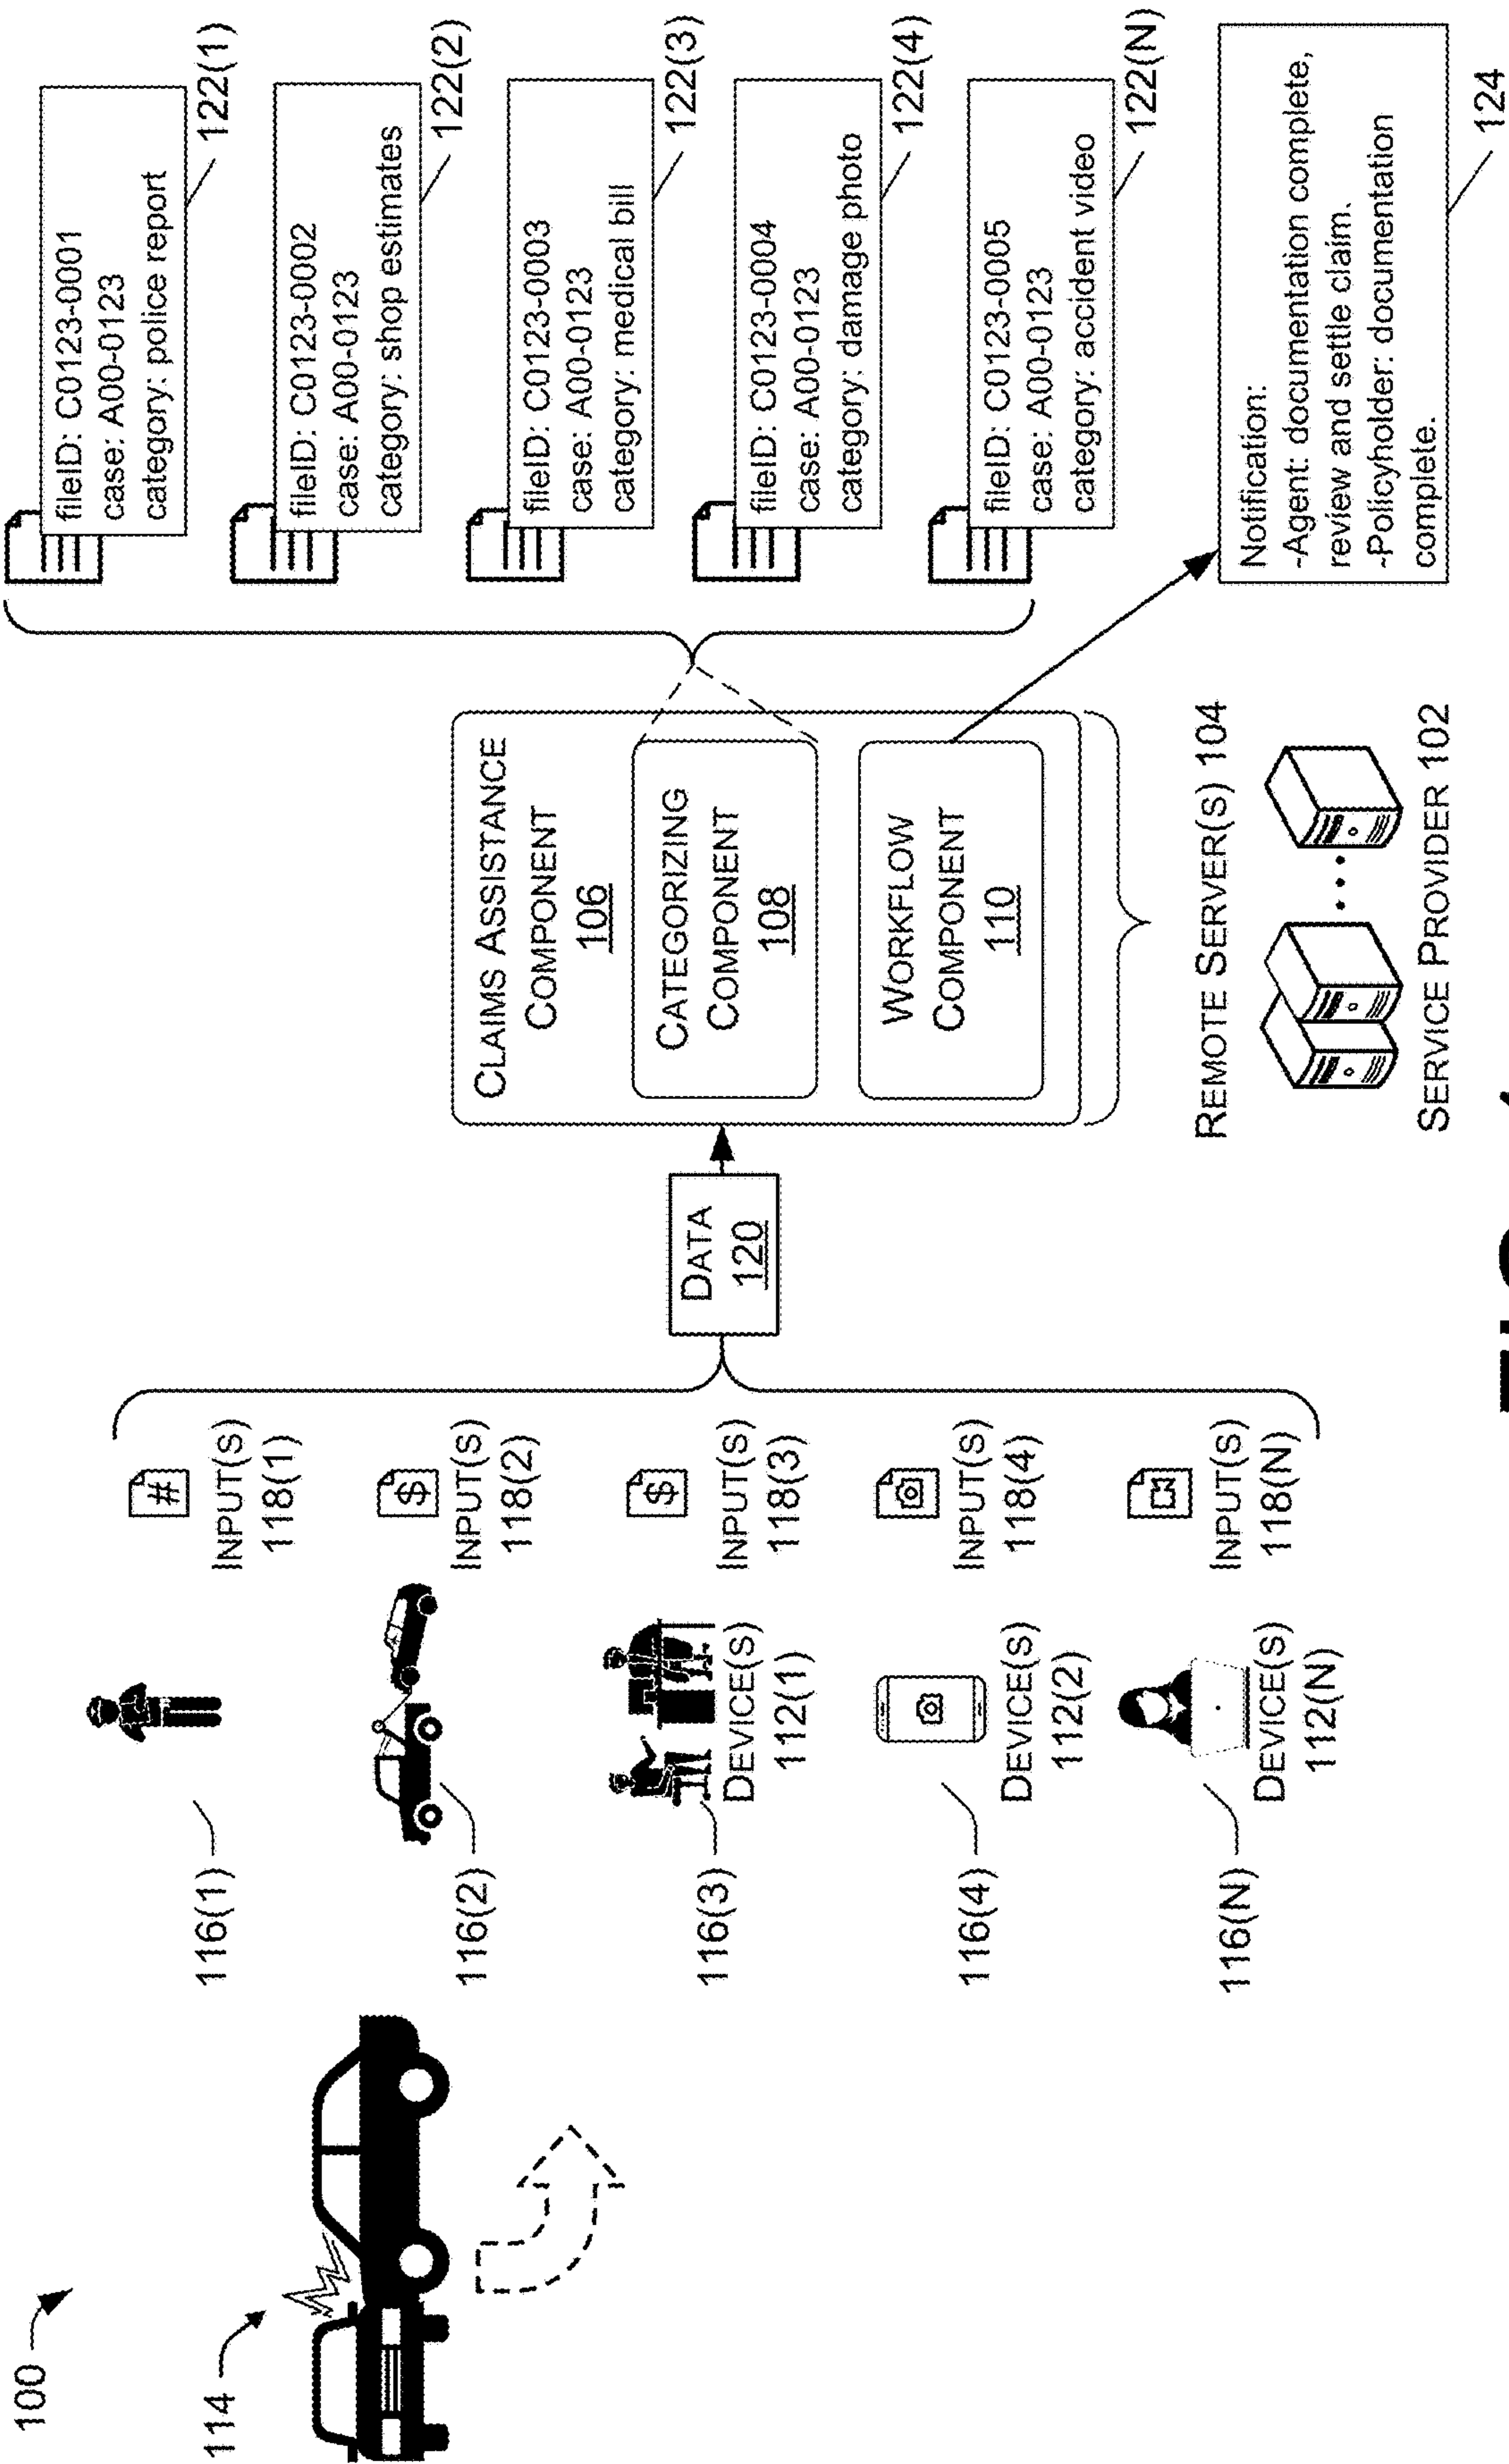 100
114
116(1)
INPUT(S)
118(1)
116(2)
INPUT(S)
118(2)
116(3)
DEVICE(S)
112(1)
INPUT(S)
118(3)
116(4)
DEVICE(S)
112(2)
INPUT(S)
118(4)
116(N)
DEVICE(S)
112(N)
INPUT(S)
118(N)
DATA
120
CLAIMS ASSISTANCE
COMPONENT
106
CATEGORIZING
COMPONENT
108
WORKFLOW
COMPONENT
110
REMOTE SERVER(S) 104
SERVICE PROVIDER 102
fileID: C0123-0001
case: A00-0123
category: police report
122(1)
fileID: C0123-0002
case: A00-0123
category: shop estimates
122(2)
fileID: C0123-0003
case: A00-0123
category: medical bill
122(3)
fileID: C0123-0004
case: A00-0123
category: damage photo
122(4)
fileID: C0123-0005
case: A00-0123
category: accident video
122(N)
Notification:
-Agent: documentation complete,
review and settle claim.
-Policyholder: documentation
complete.
124
#
$
$